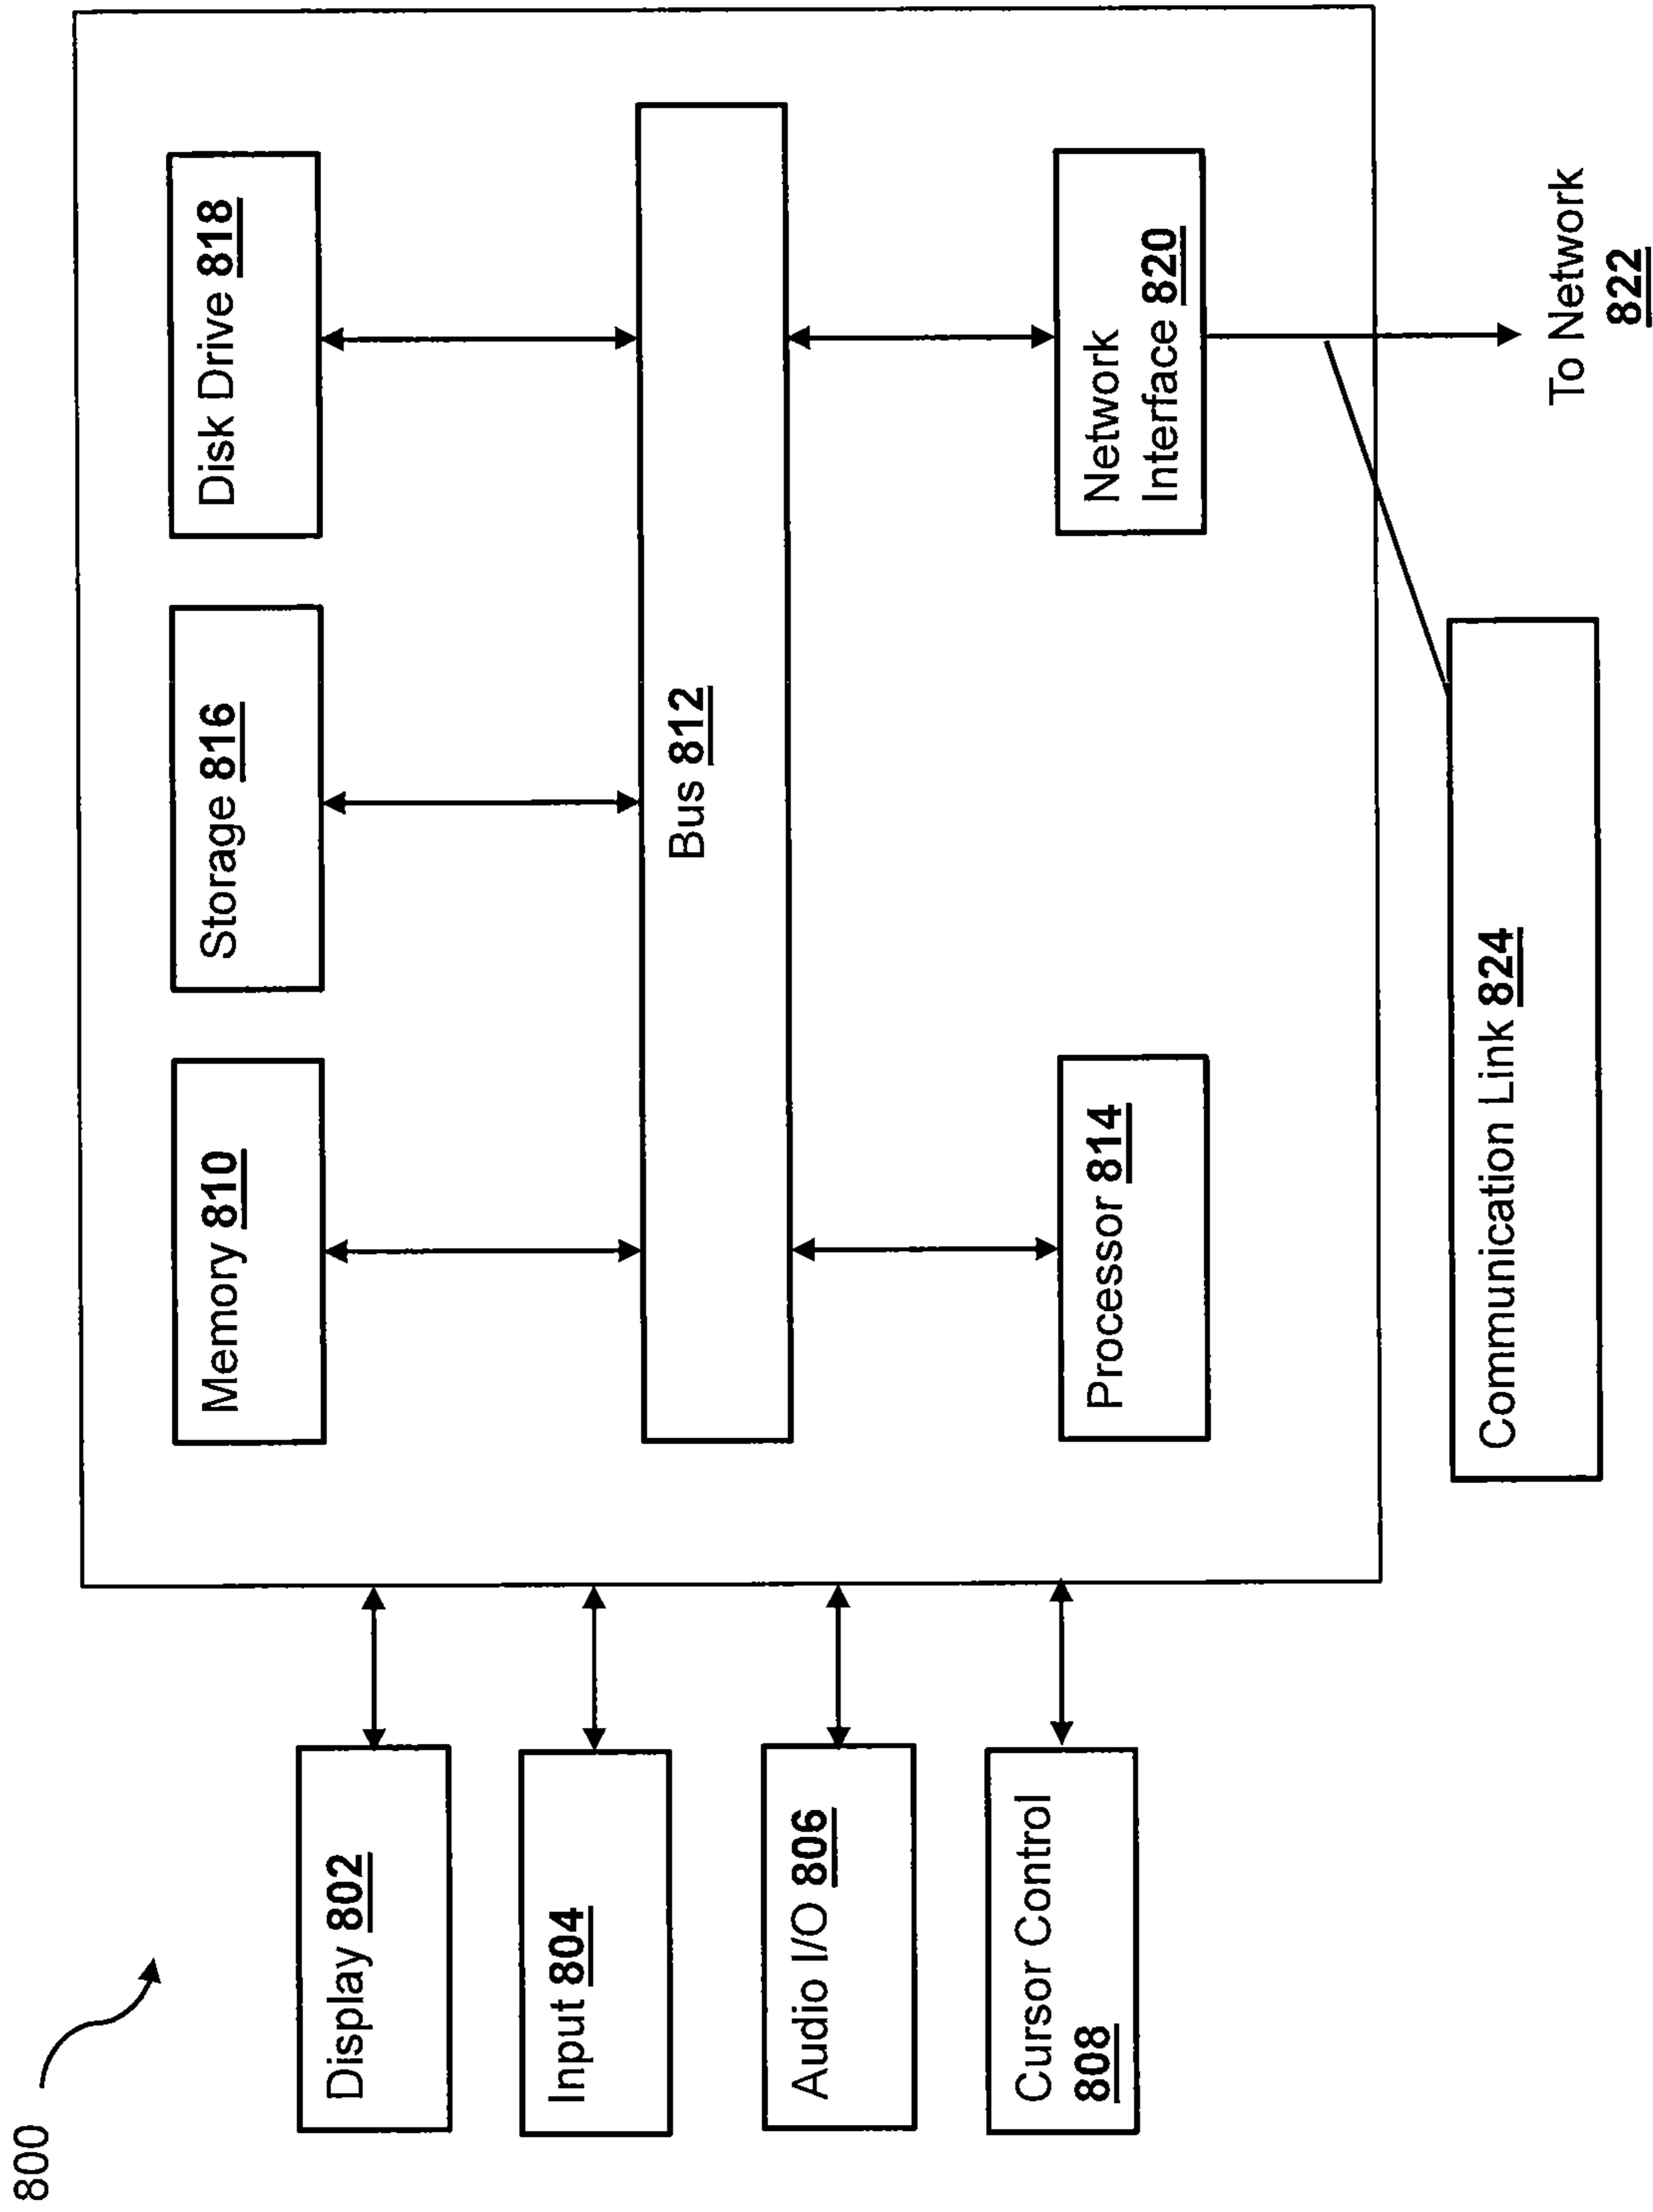 800
Display 802
Input 804
Audio I/O 806
Cursor Control
808
Memory 810
Storage 816
Disk Drive 818
Bus 812
Processor 814
Network
Interface 820
Communication Link 824
To Network
822